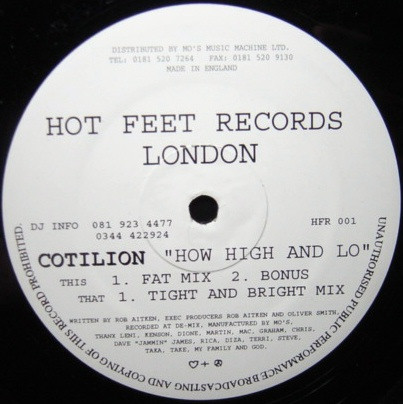 DISTRIBUTED BY MO'S MUSIC MACHINE LTD.
TEL: 0181 520 7264 FAX: 0181 520 9130
MADE IN ENGLAND
HOT FEET RECORDS
LONDON
DJ INFO 081 923 4477
0344 422924
HFR 001
COTILION "HOW HIGH AND LO"
THIS 1. FAT MIX 2. BONUS
THAT 1. TIGHT AND BRIGHT MIX
WRITTEN BY ROB AITKEN, EXEC PRODUCERS ROB AITKEN AND OLIVER SMITH,
RECORDED AT DE-MIX, MANUFACTURED BY MO'S,
THANX LENI, KENSON, DIONE, MARTIN, MAC, GRAHAM, CHRIS,
DAVE "JAMMIN" JAMES, RICA, DIZA, TERRI, STEVE,
TAKA, TAKE, MY FAMILY AND GOD.
UNAUTHORISED PUBLIC PERFORMANCE BROADCASTING AND COPYING OF THIS RECORD PROHIBITED.